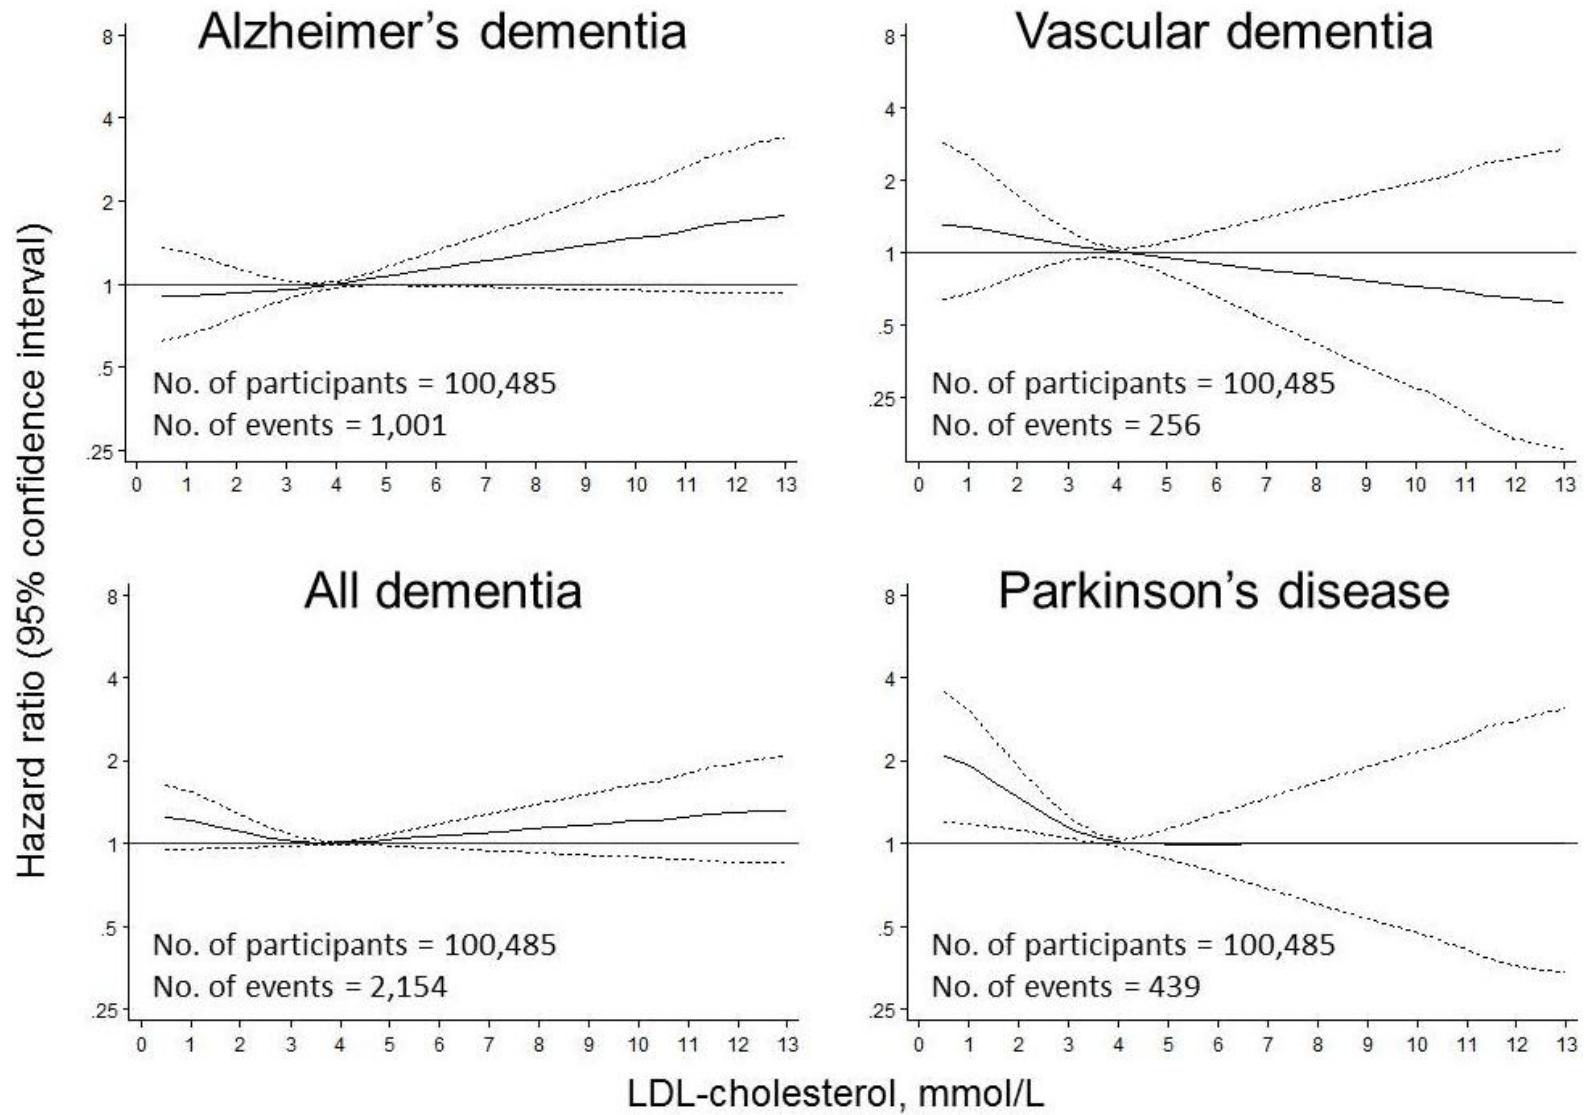 Hazard ratio (95% confidence interval)
Alzheimer’s dementia
8
4
2
1
.5
.25
No. of participants = 100,485
No. of events = 1,001
0 1 2 3 4 5 6 7 8 9 10 11 12 13
Vascular dementia
8
4
2
1
.5
.25
No. of participants = 100,485
No. of events = 256
0 1 2 3 4 5 6 7 8 9 10 11 12 13
All dementia
8
4
2
1
.5
.25
No. of participants = 100,485
No. of events = 2,154
0 1 2 3 4 5 6 7 8 9 10 11 12 13
Parkinson’s disease
8
4
2
1
.5
.25
No. of participants = 100,485
No. of events = 439
0 1 2 3 4 5 6 7 8 9 10 11 12 13
LDL-cholesterol, mmol/L